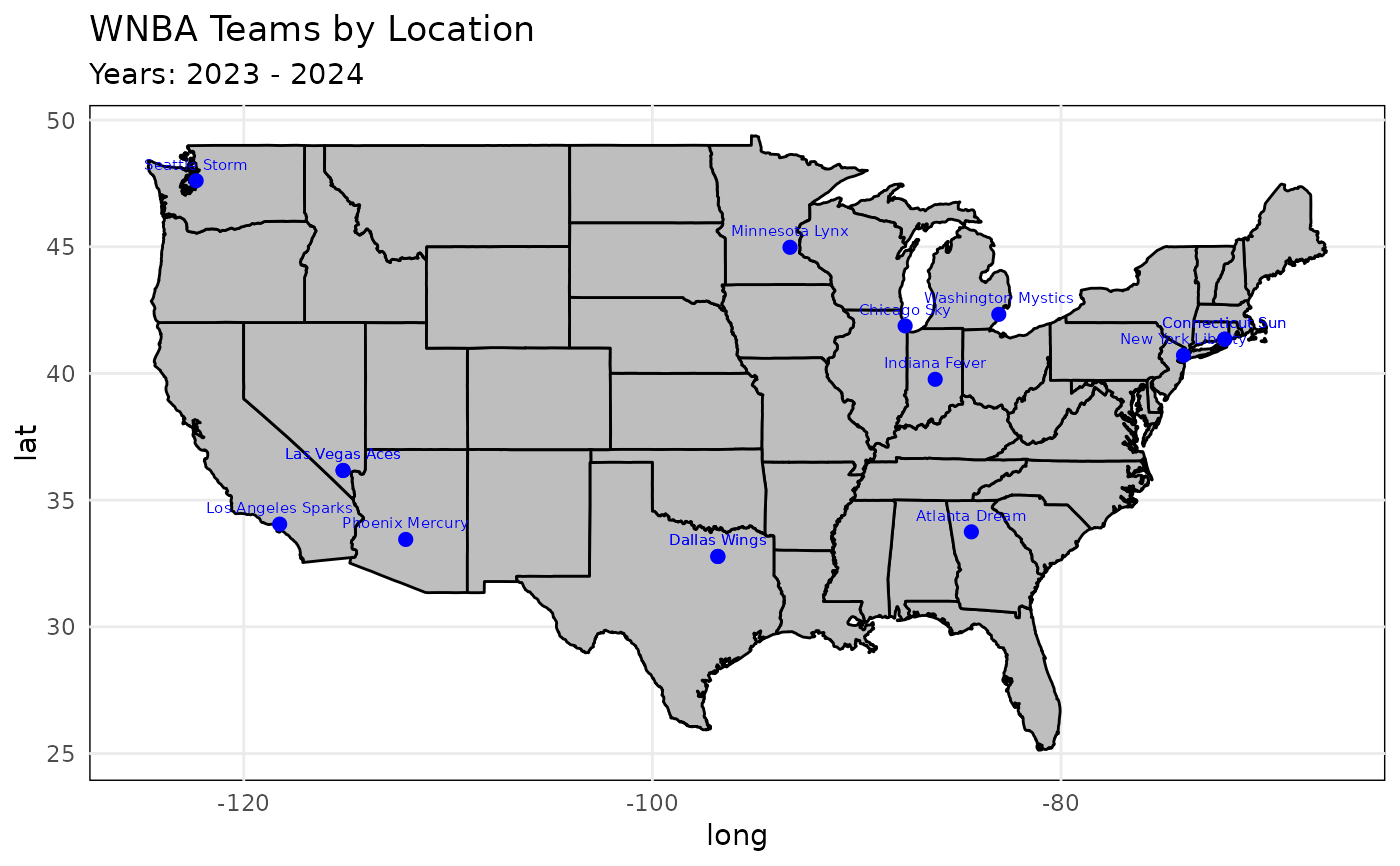 WNBA Teams by Location
Years: 2023 - 2024
50
45
40
35
30
25
lat
Seattle Storm
Minnesota Lynx
Washington Mystics
Chicago Sky
Connecticut Sun
New York Liberty
Indiana Fever
Las Vegas Aces
Los Angeles Sparks
Phoenix Mercury
Atlanta Dream
Dallas Wings
-120
-100
-80
long